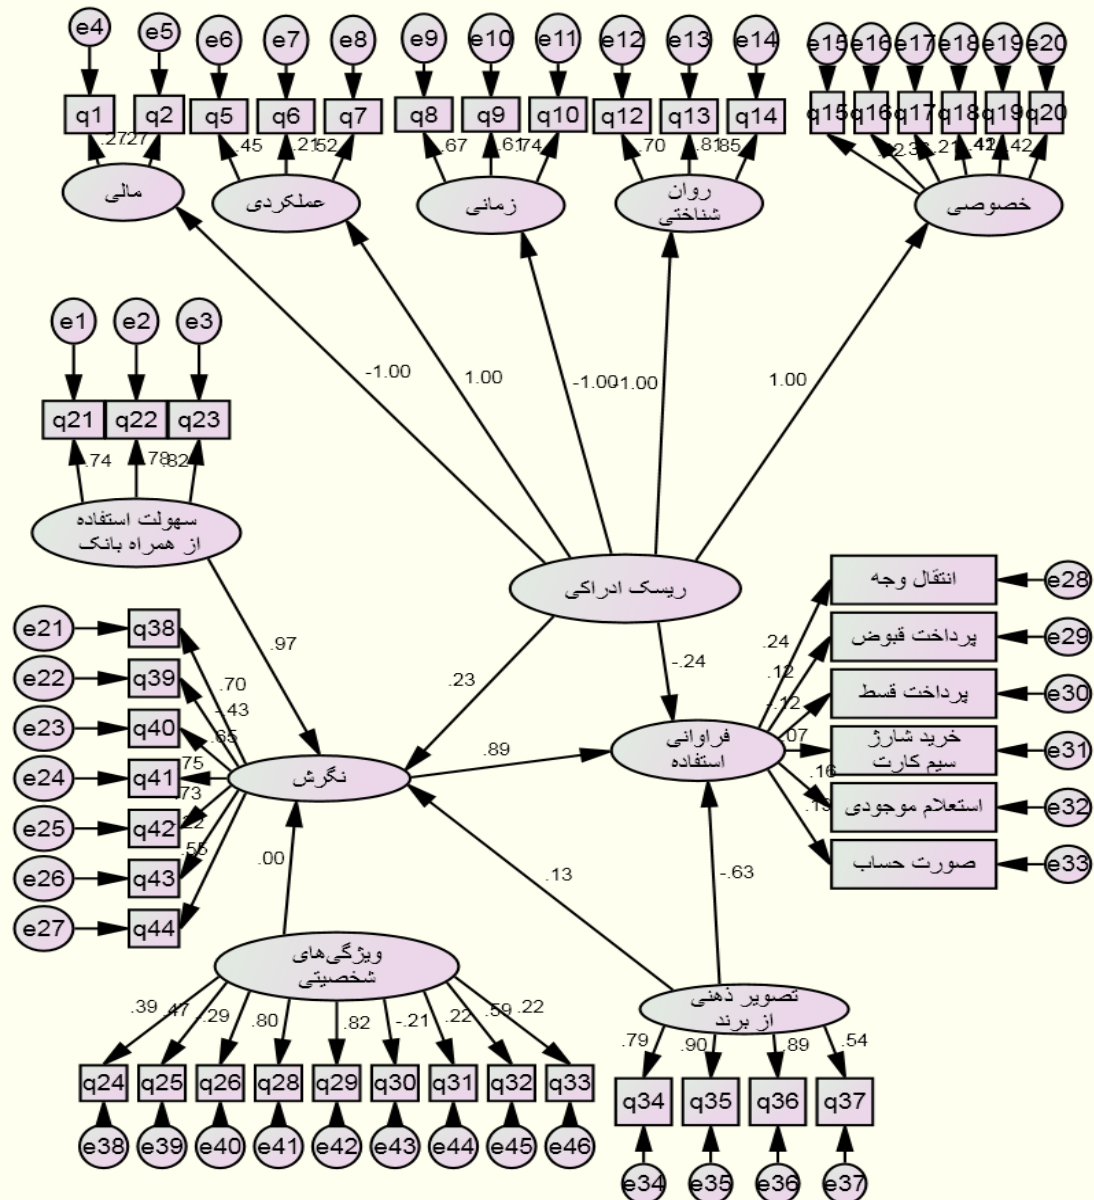 e4 e5 e6 e7 e8 e9 e10 e11 e12 e13 e14 e15 e16 e17 e18 e19 e20
q1 q2 q5 q6 q7 q8 q9 q10 q12 q13 q14 q15 q16 q17 q18 q19 q20
.27 .27 .45 .21 .52 .67 .61 .74 .70 .81 .85 .21 .42
مالی
عملکردی
زمانی
روان
شناختی
خصوصی
e1 e2 e3
-1.00 1.00 -1.00 -1.00 1.00
q21 q22 q23
.74 .78 .82
سهولت استفاده
از همراه بانک
ریسک ادراکی
.97
.23
-.24
e21 q38
e22 q39
e23 q40
e24 q41
e25 q42
e26 q43
e27 q44
.70
-.43
.65
.75
.73
.55
نگرش
.89
فراوانی
استفاده
.24
.12
-.12
.07
.16
انتقال وجه e28
پرداخت قبوض e29
پرداخت قسط e30
خرید شارژ
سیم کارت
e31
استعلام موجودی e32
صورت حساب e33
.00
.13
-.63
ویژگی‌های
شخصیتی
.39 .47 .29 .80 .82 -.21 .22 .59 .22
q24 q25 q26 q28 q29 q30 q31 q32 q33
e38 e39 e40 e41 e42 e43 e44 e45 e46
تصویر ذهنی
از برند
.79 .90 .89 .54
q34 q35 q36 q37
e34 e35 e36 e37